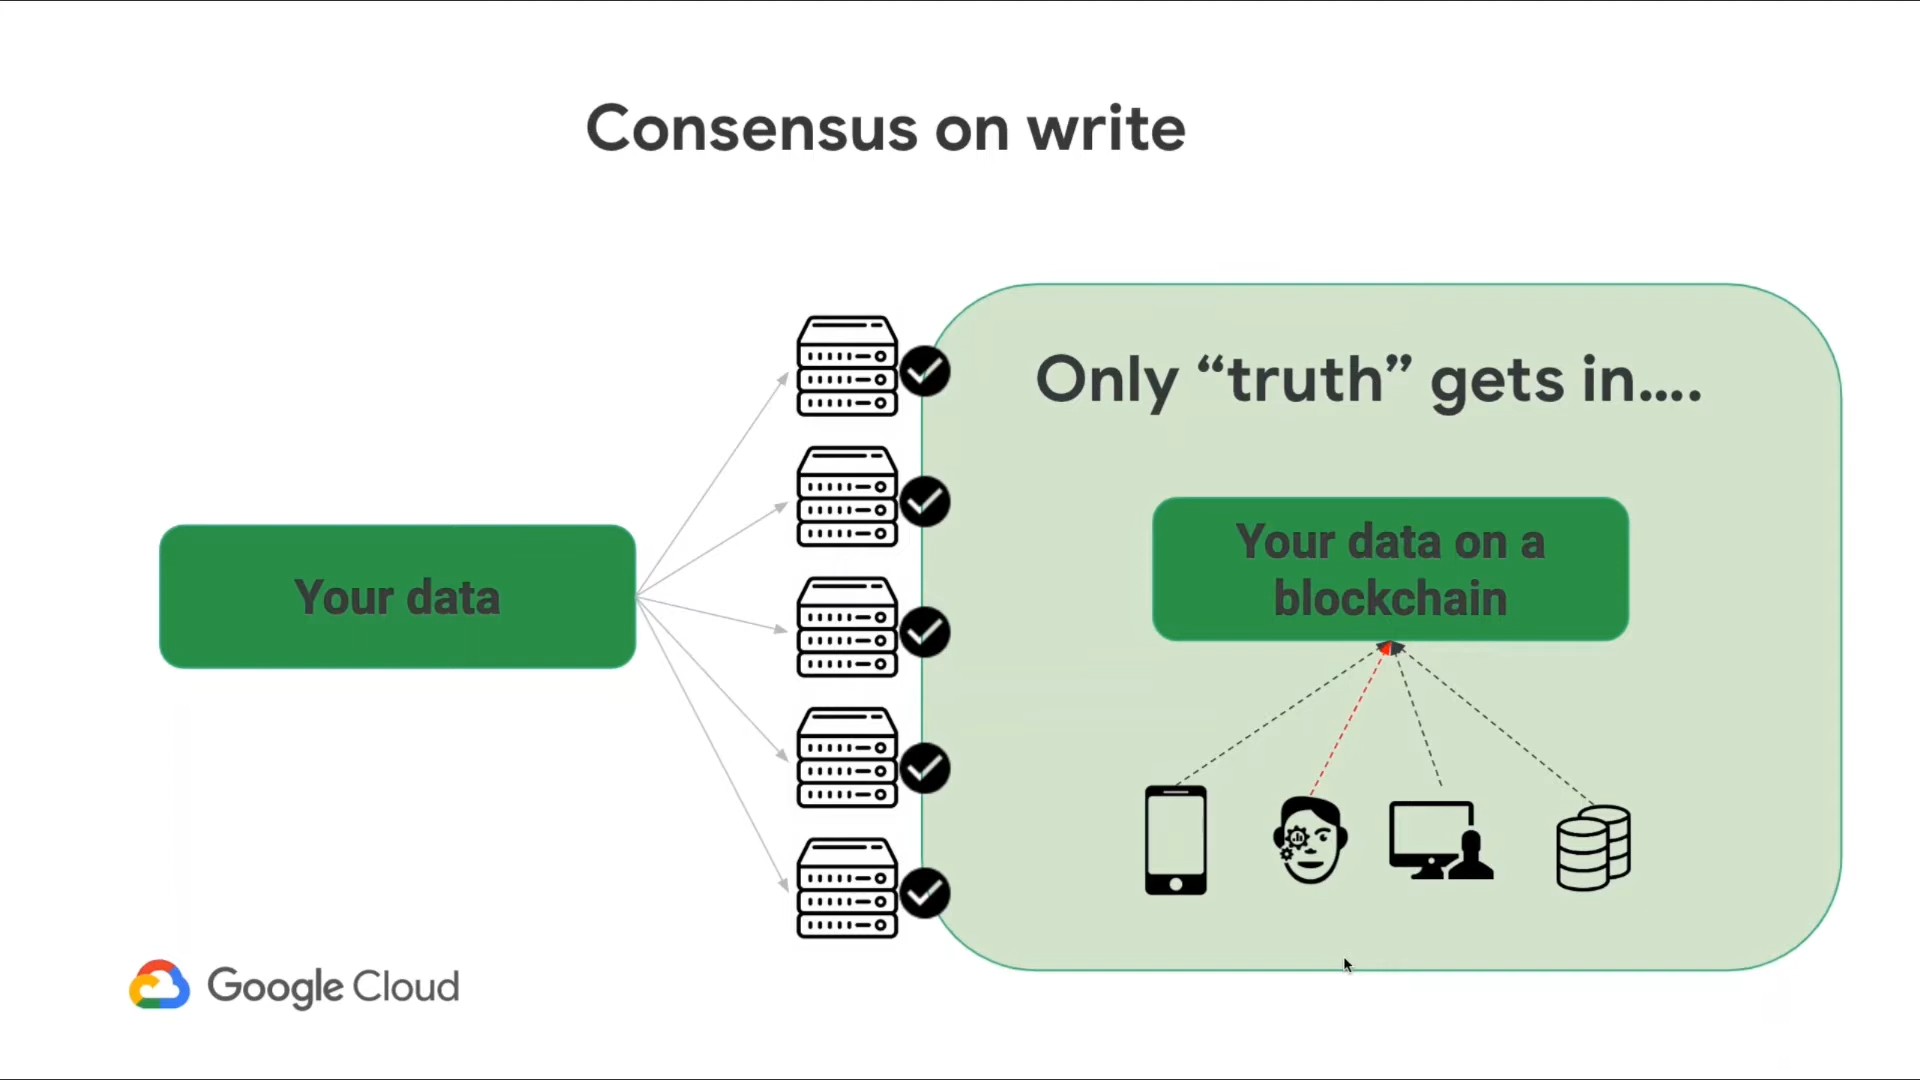 Consensus on write
Only “truth” gets in....
Your data
Your data on a
blockchain
Google Cloud